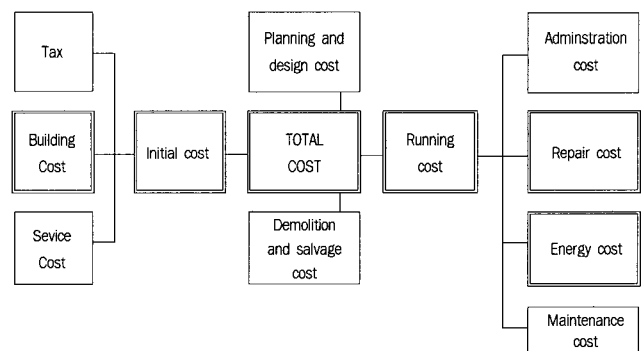 Tax
Building
Cost
Sevice
Cost
Initial cost
Planning and
design cost
TOTAL
COST
Demolition
and salvage
cost
Running
cost
Adminstration
cost
Repair cost
Energy cost
Maintenance
cost